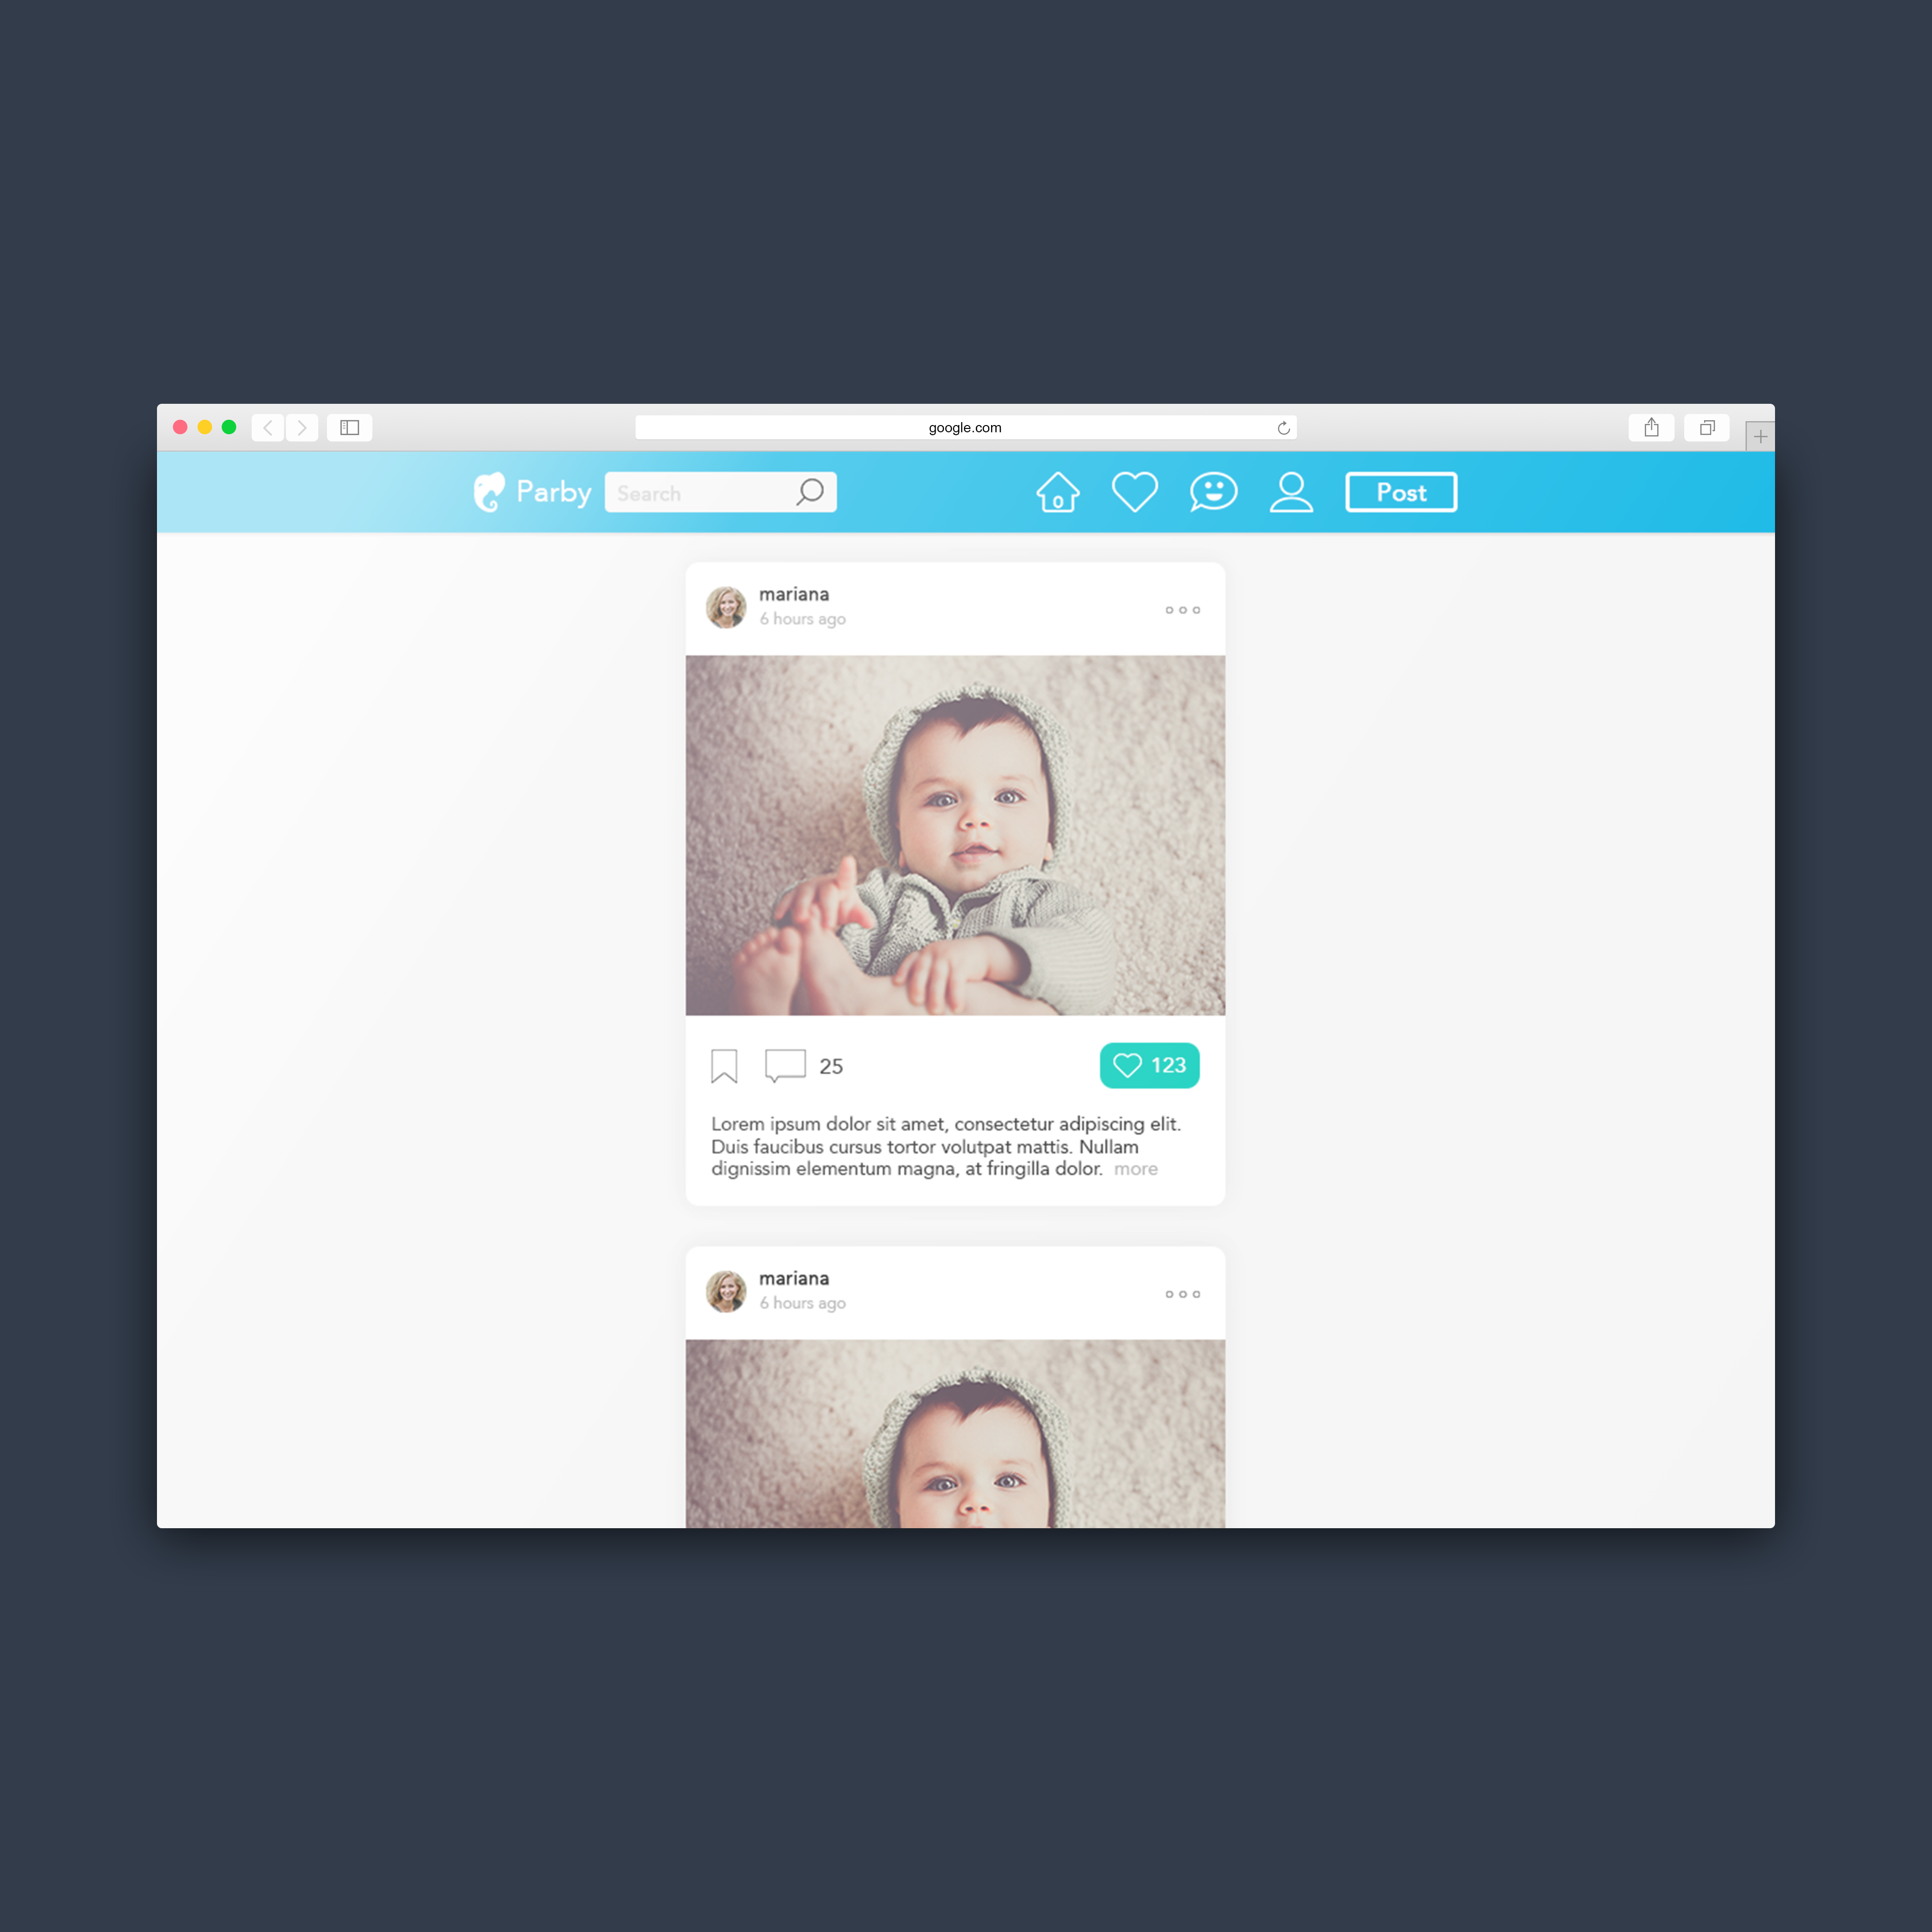 google.com
Parby
Search
Post
mariana
6 hours ago
25
123
Lorem ipsum dolor sit amet, consectetur adipiscing elit.
Duis faucibus cursus tortor volutpat mattis. Nullam
dignissim elementum magna, at fringilla dolor. more
mariana
6 hours ago